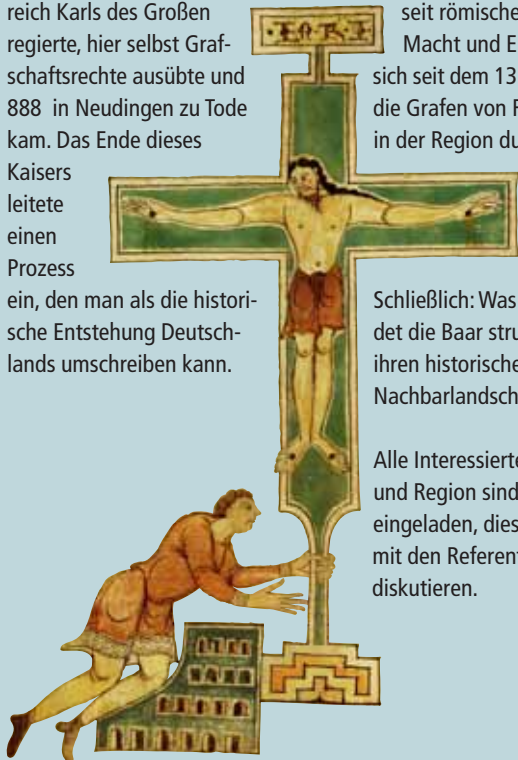 reich Karls des Großen
regierte, hier selbst Graf-
schaftsrechte ausübte und
888 in Neudingen zu Tode
kam. Das Ende dieses
Kaisers
leitete
einen
Prozess
ein, den man als die histori-
sche Entstehung Deutsch-
lands umschreiben kann.
I N R I
seit römische
Macht und E
sich seit dem 13
die Grafen von F
in der Region du
Schließlich: Was
det die Baar stru
ihren historische
Nachbarlandsch
Alle Interessierte
und Region sind
eingeladen, dies
mit den Referent
diskutieren.